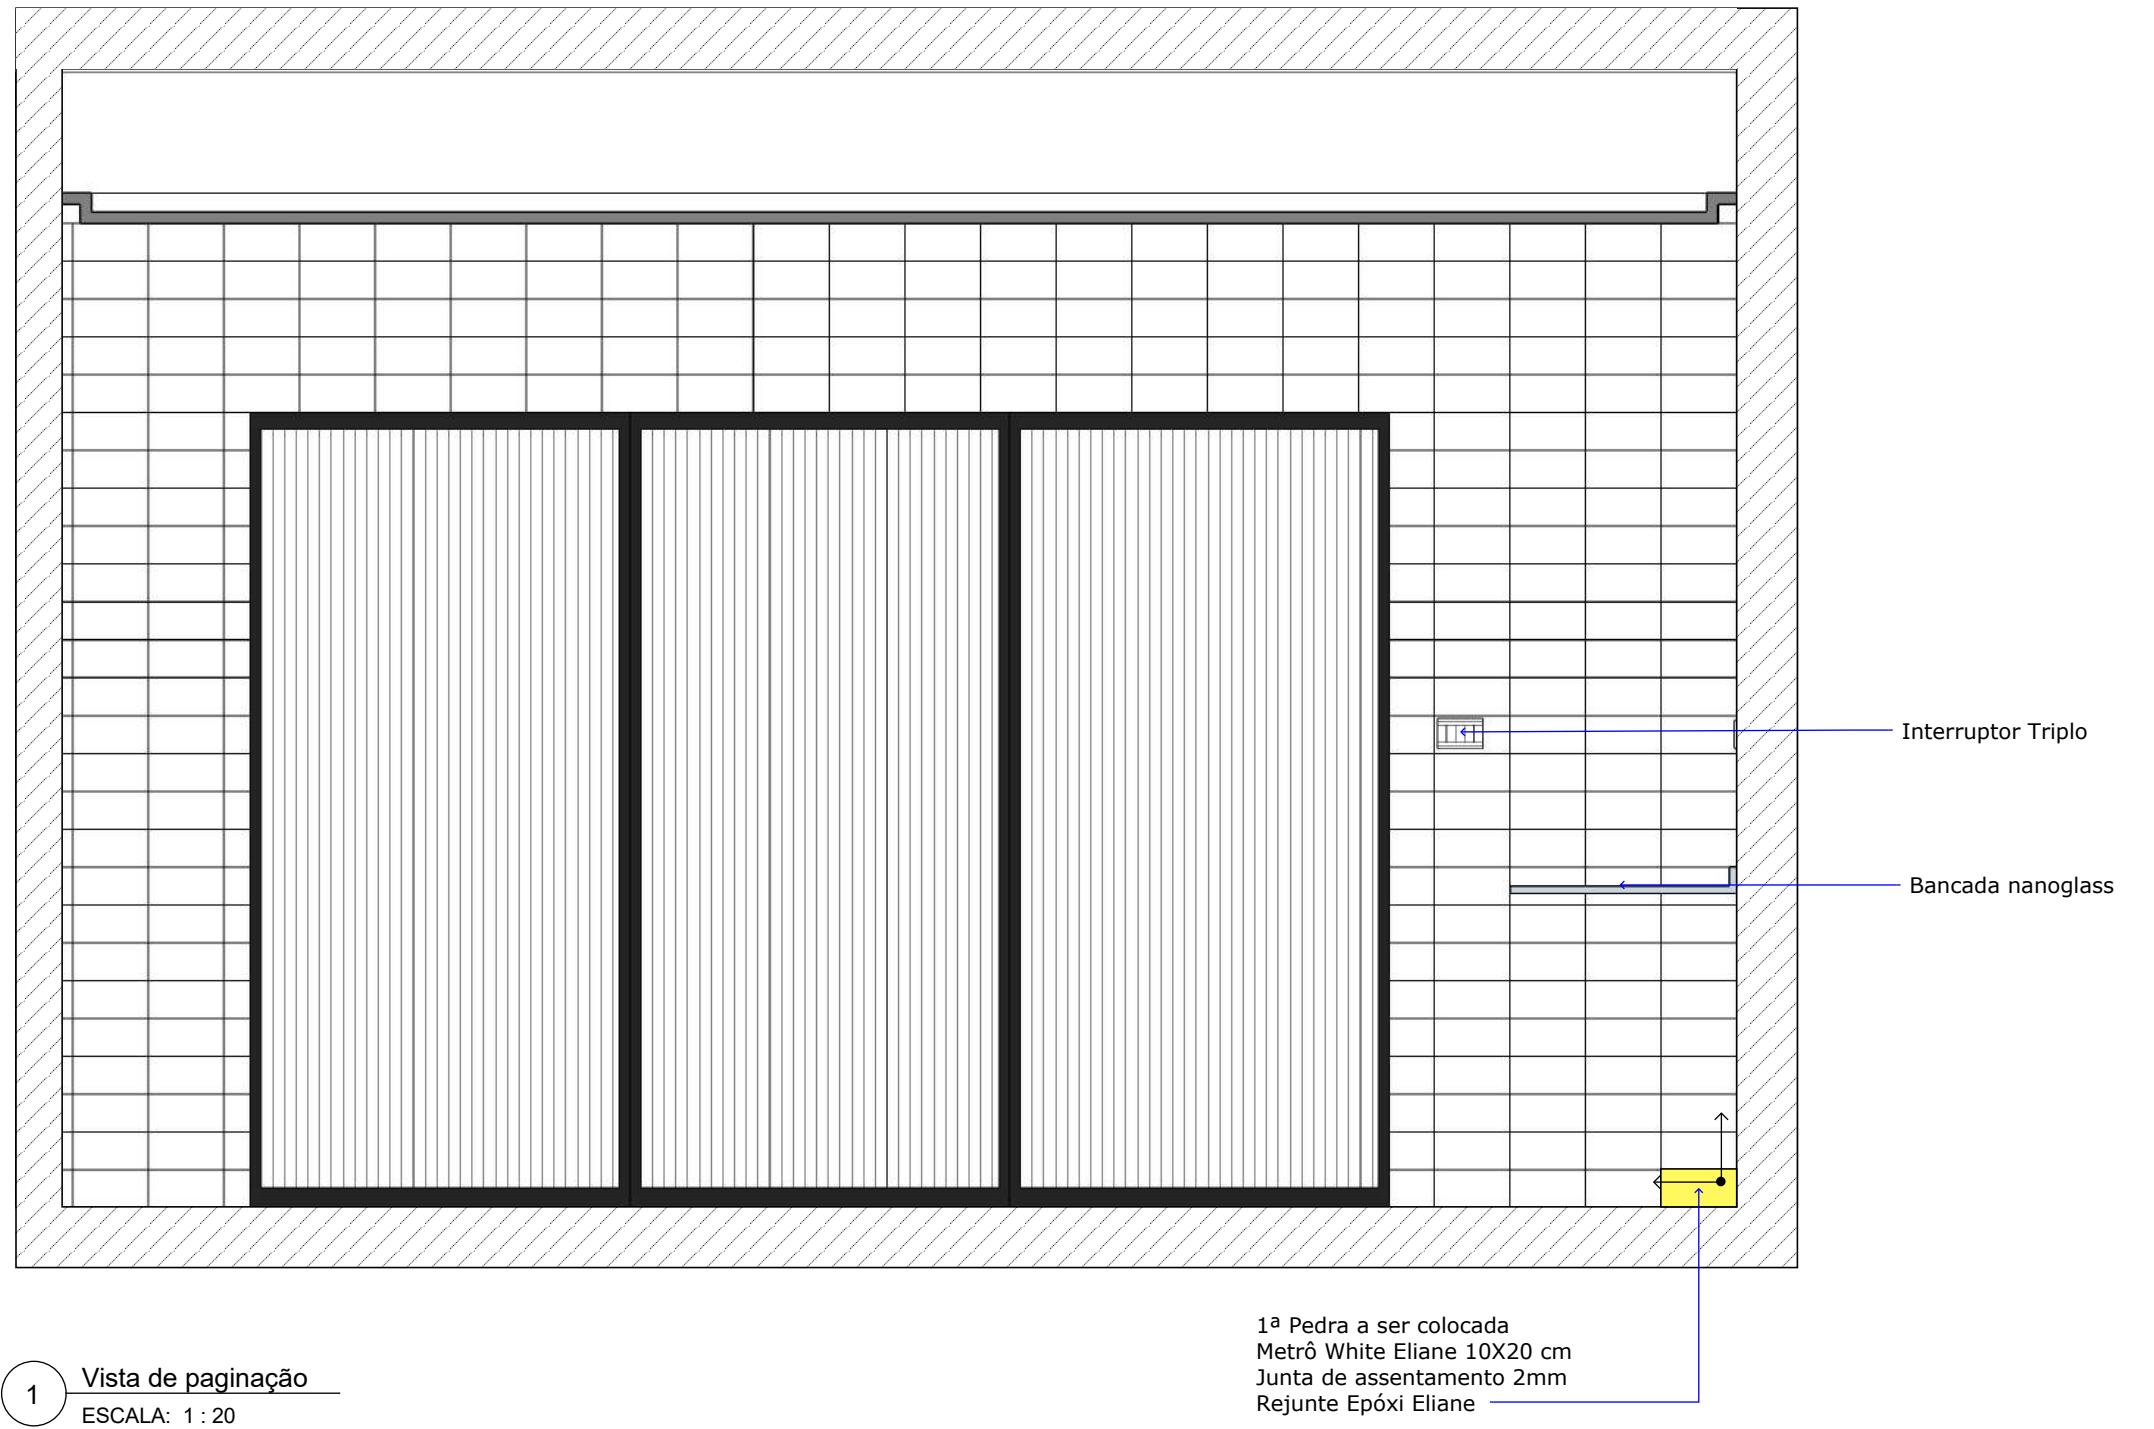 Interruptor Triplo
Bancada nanoglass
1ª Pedra a ser colocada
Metrô White Eliane 10X20 cm
Junta de assentamento 2mm
Rejunte Epóxi Eliane
1
Vista de paginação
ESCALA: 1 : 20